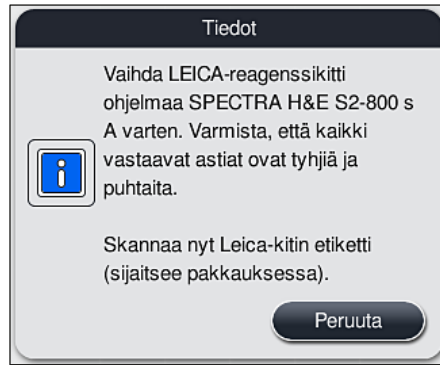 Tiedot
Vaihda LEICA-reagenssikitti
ohjelmaa SPECTRA H&E S2-800 s
A varten. Varmista, että kaikki
vastaavat astiat ovat tyhjiä ja
puhtaita.
Skannaa nyt Leica-kitin etiketti
(sijaitsee pakkauksessa).
Peruuta